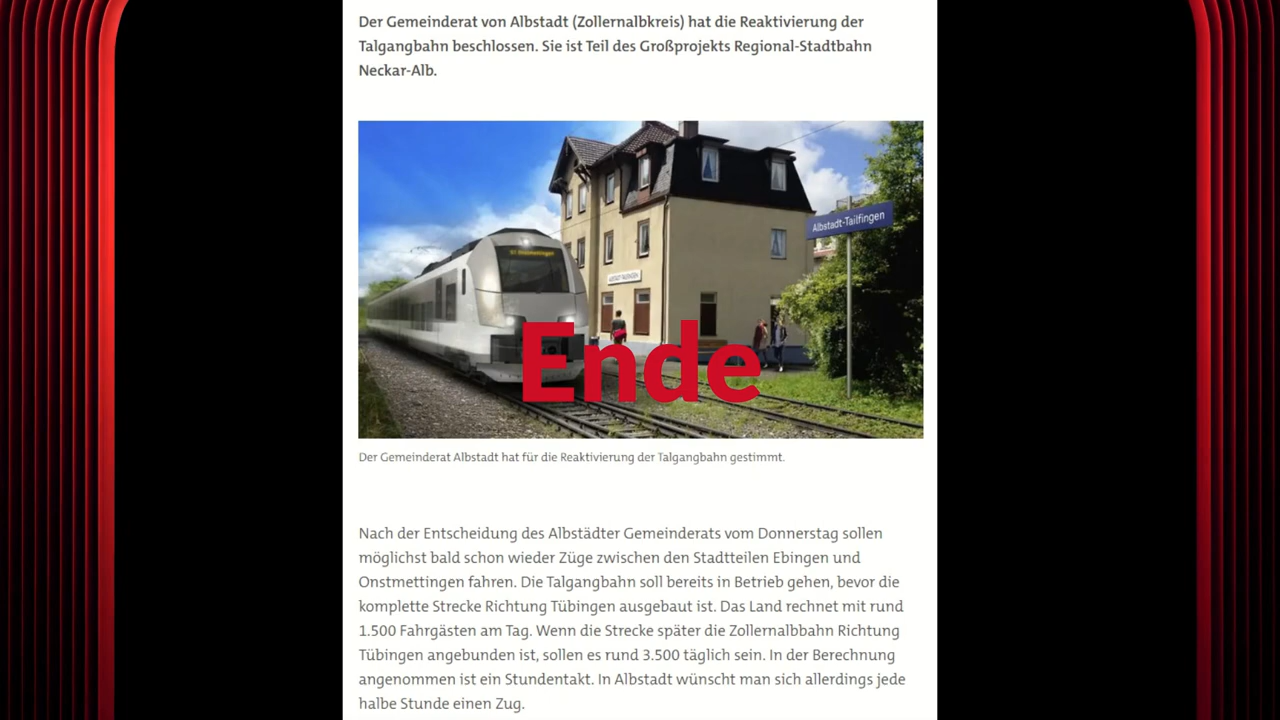 Der Gemeinderat von Albstadt (Zollernalbkreis) hat die Reaktivierung der
Talgangbahn beschlossen. Sie ist Teil des Großprojekts Regional-Stadtbahn
Neckar-Alb.
Albstadt-Tailfingen
Ende
Der Gemeinderat Albstadt hat für die Reaktivierung der Talgangbahn gestimmt.
Nach der Entscheidung des Albstädter Gemeinderats vom Donnerstag sollen
möglichst bald schon wieder Züge zwischen den Stadtteilen Ebingen und
Onstmettingen fahren. Die Talgangbahn soll bereits in Betrieb gehen, bevor die
komplette Strecke Richtung Tübingen ausgebaut ist. Das Land rechnet mit rund
1.500 Fahrgästen am Tag. Wenn die Strecke später die Zollernalbbahn Richtung
Tübingen angebunden ist, sollen es rund 3.500 täglich sein. In der Berechnung
angenommen ist ein Stundentakt. In Albstadt wünscht man sich allerdings jede
halbe Stunde einen Zug.